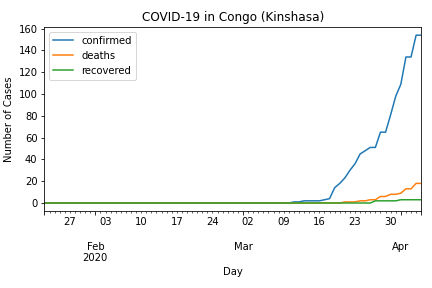 COVID-19 in Congo (Kinshasa)
confirmed
deaths
recovered
Number of Cases
160
140
120
100
80
60
40
20
0
27 03 10 17 24 02 09 16 23 30
Feb Mar Apr
2020
Day